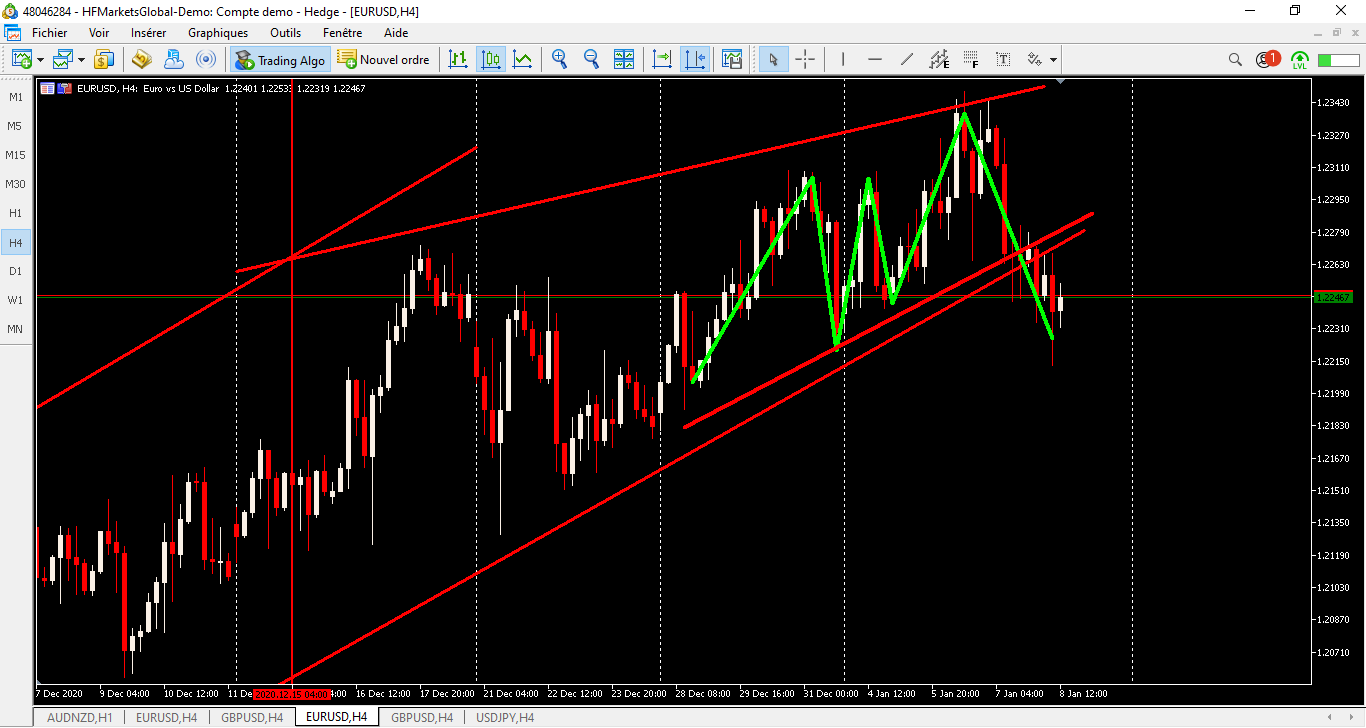 48046284 - HFMarketsGlobal-Demo: Compte demo - Hedge - [EURUSD,H4]
Fichier Voir Insérer Graphiques Outils Fenêtre Aide
Trading Algo Nouvel ordre E F T 1 LVL
M1
M5
M15
M30
H1
H4
D1
W1
MN
EURUSD, H4: Euro vs US Dollar 1.22401 1.22533 1.22319 1.22467
1.23430
1.23270
1.23110
1.22950
1.22790
1.22630
1.22467
1.22310
1.22150
1.21990
1.21830
1.21670
1.21510
1.21350
1.21190
1.21030
1.20870
1.20710
7 Dec 2020 9 Dec 04:00 10 Dec 12:00 11 De 2020.12.15 04:00 4:00 16 Dec 12:00 17 Dec 20:00 21 Dec 04:00 22 Dec 12:00 23 Dec 20:00 28 Dec 08:00 29 Dec 16:00 31 Dec 00:00 4 Jan 12:00 5 Jan 20:00 7 Jan 04:00 8 Jan 12:00
AUDNZD,H1 EURUSD,H4 GBPUSD,H4 EURUSD,H4 GBPUSD,H4 USDJPY,H4